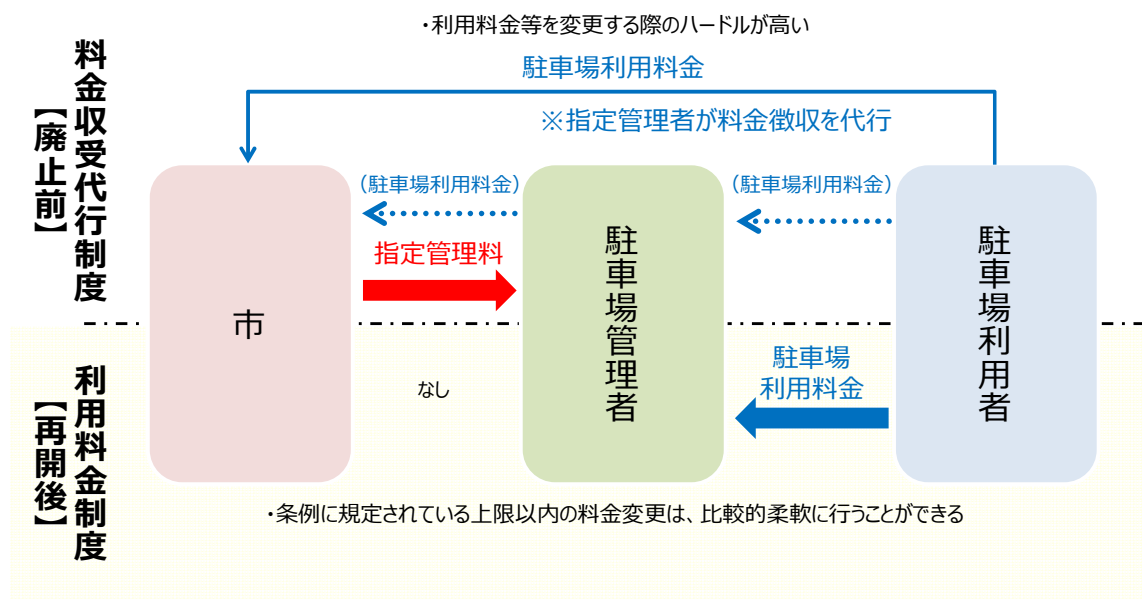 ・利用料金等を変更する際のハードルが高い
料金収受代行制度
【廃止前】
駐車場利用料金
※指定管理者が料金徴収を代行
（駐車場利用料金）
（駐車場利用料金）
指定管理料
市
駐車場管理者
駐車場利用者
利用料金制度
【再開後】
なし
駐車場
利用料金
・条例に規定されている上限以内の料金変更は、比較的柔軟に行うことができる